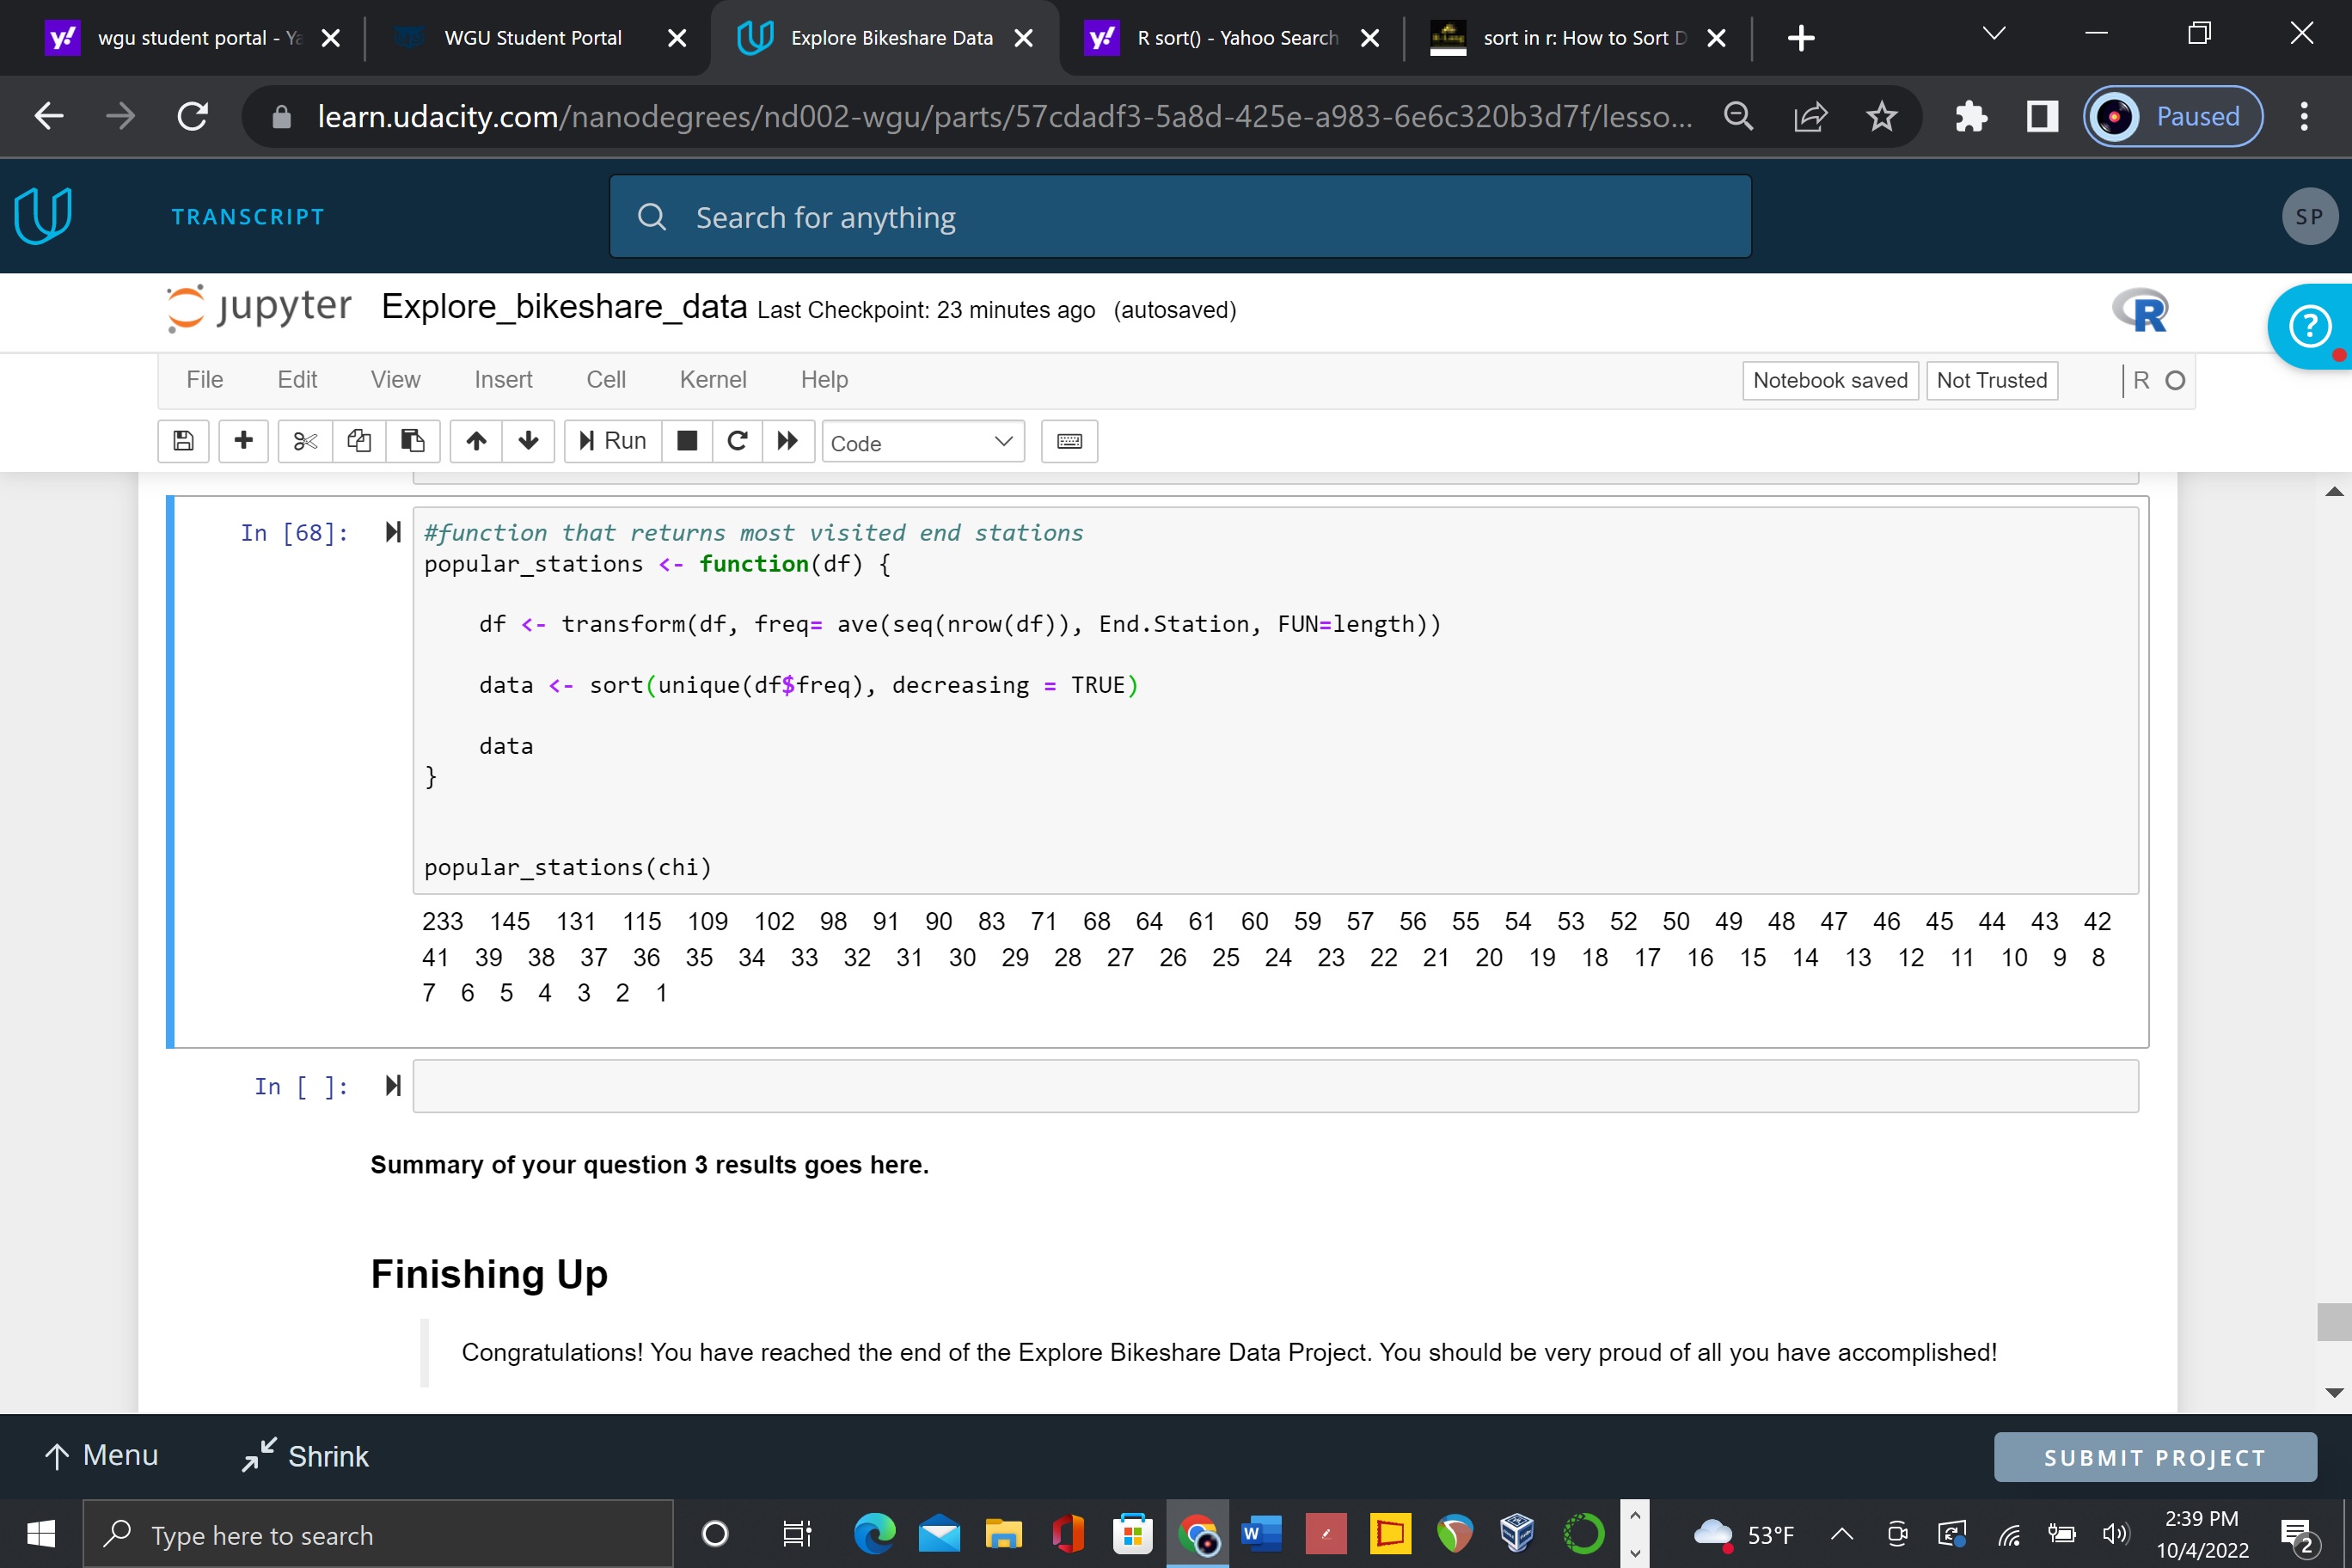 wgu student portal - Ya
WGU Student Portal
Explore Bikeshare Data
R sort() - Yahoo Search
sort in r: How to Sort D
learn.udacity.com/nanodegrees/nd002-wgu/parts/57cdadf3-5a8d-425e-a983-6e6c320b3d7f/lesso...
Paused
TRANSCRIPT
Search for anything
SP
jupyter Explore_bikeshare_data Last Checkpoint: 23 minutes ago (autosaved)
File Edit View Insert Cell Kernel Help
Notebook saved Not Trusted R
Run Code
In [68]:
#function that returns most visited end stations
popular_stations <- function(df) {
df <- transform(df, freq= ave(seq(nrow(df)), End.Station, FUN=length))
data <- sort(unique(df$freq), decreasing = TRUE)
data
}
popular_stations(chi)
233 145 131 115 109 102 98 91 90 83 71 68 64 61 60 59 57 56 55 54 53 52 50 49 48 47 46 45 44 43 42
41 39 38 37 36 35 34 33 32 31 30 29 28 27 26 25 24 23 22 21 20 19 18 17 16 15 14 13 12 11 10 9 8
7 6 5 4 3 2 1
In [ ]:
Summary of your question 3 results goes here.
Finishing Up
Congratulations! You have reached the end of the Explore Bikeshare Data Project. You should be very proud of all you have accomplished!
Menu
Shrink
SUBMIT PROJECT
Type here to search
53°F
2:39 PM
10/4/2022
2